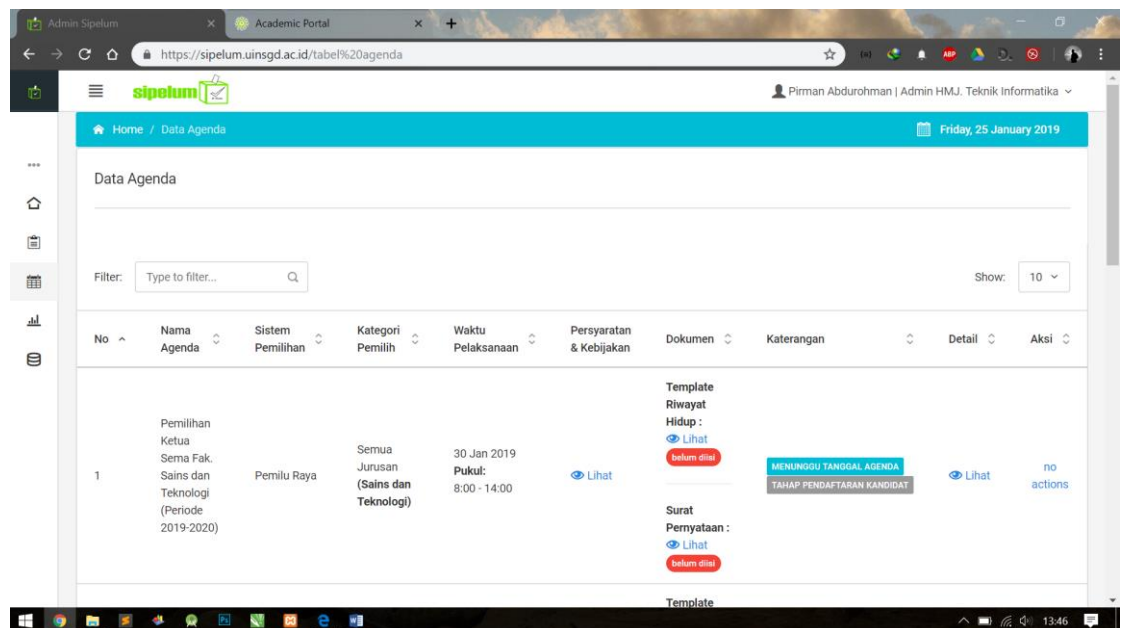 Admin Sipelum
Academic Portal
https://sipelum.uinsgd.ac.id/tabel%20agenda
ABP
sipelum
Pirman Abdurohman | Admin HMJ. Teknik Informatika
Home / Data Agenda
Friday, 25 January 2019
Data Agenda
Filter:
Type to filter...
Show:
10
No
Nama
Agenda
Sistem
Pemilihan
Kategori
Pemilih
Waktu
Pelaksanaan
Persyaratan
& Kebijakan
Dokumen
Katerangan
Detail
Aksi
1
Pemilihan
Ketua
Sema Fak.
Sains dan
Teknologi
(Periode
2019-2020)
Pemilu Raya
Semua
Jurusan
(Sains dan
Teknologi)
30 Jan 2019
Pukul:
8:00 - 14:00
Lihat
Template
Riwayat
Hidup :
Lihat
belum diisi
Surat
Pernyataan :
Lihat
belum diisi
MENUNGGU TANGGAL AGENDA
TAHAP PENDAFTARAN KANDIDAT
Lihat
no
actions
Template
13:46